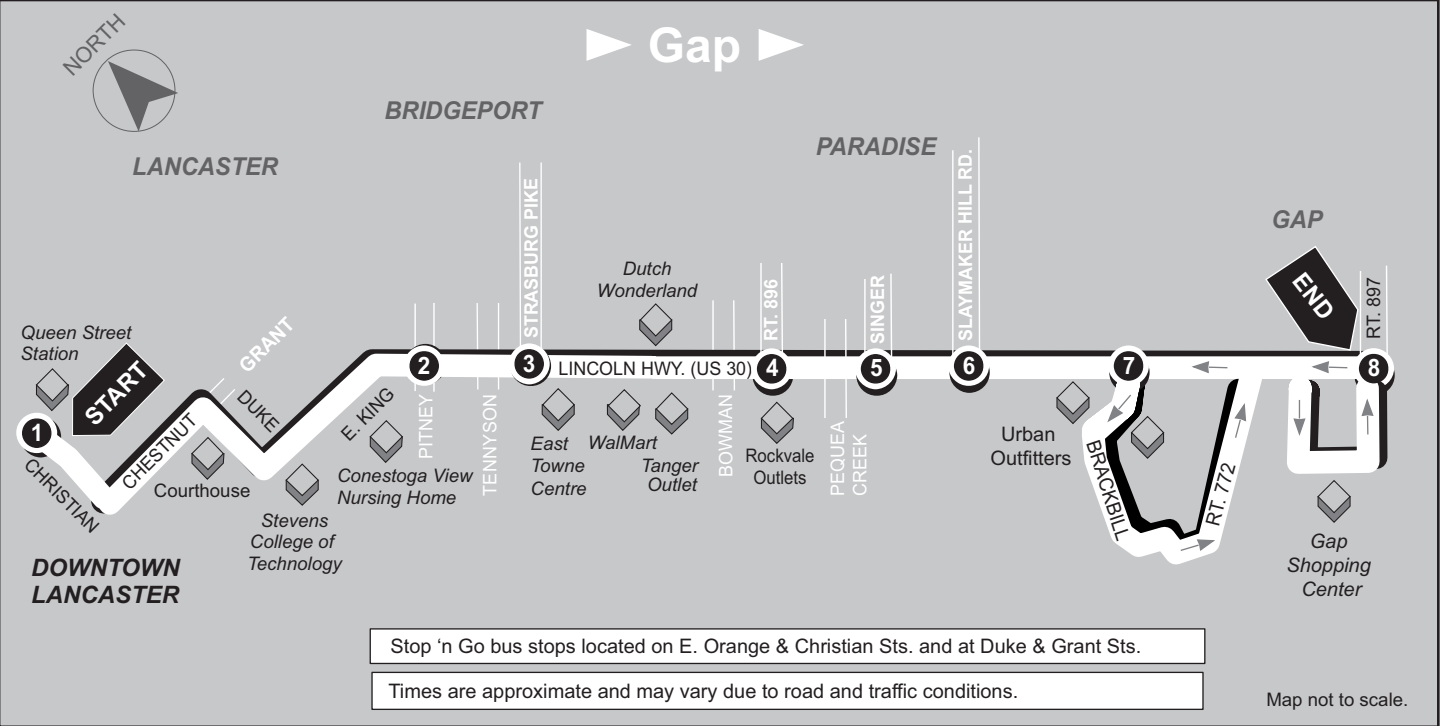 Gap
NORTH
BRIDGEPORT
LANCASTER
PARADISE
GAP
STRASBURG PIKE
SLAYMAKER HILL RD.
Dutch
Wonderland
RT. 896
SINGER
END
RT. 897
Queen Street
Station
START
GRANT
1
2
3
LINCOLN HWY. (US 30)
4
5
6
7
8
CHRISTIAN
CHESTNUT
DUKE
E. KING
PITNEY
TENNYSON
BOWMAN
PEQUEA
CREEK
Courthouse
Stevens
College of
Technology
Conestoga View
Nursing Home
East
Towne
Centre
WalMart
Tanger
Outlet
Rockvale
Outlets
Urban
Outfitters
BRACKBILL
RT. 772
Gap
Shopping
Center
DOWNTOWN
LANCASTER
Stop ‘n Go bus stops located on E. Orange & Christian Sts. and at Duke & Grant Sts.
Times are approximate and may vary due to road and traffic conditions.
Map not to scale.